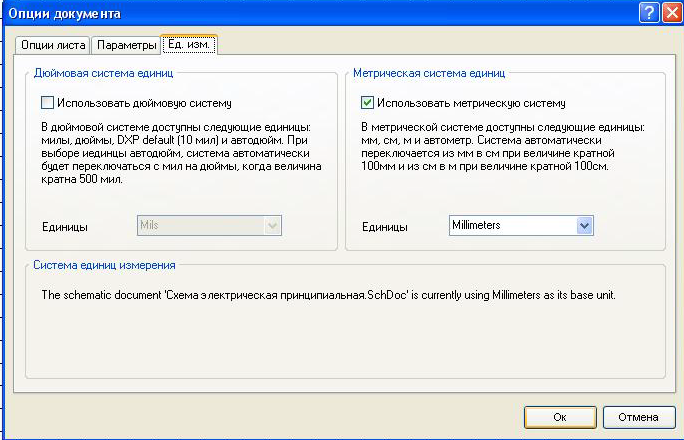 Опции документа
Опции листа Параметры Ед. изм.
Дюймовая система единиц
Использовать дюймовую систему
В дюймовой системе доступны следующие единицы:
милы, дюймы, DXP default (10 мил) и автодюйм. При
выборе иединцы автодюйм, система автоматически
будет переключаться с мил на дюймы, когда величина
кратна 500 мил.
Единицы Mils
Метрическая система единиц
Использовать метрическую систему
В метрической системе доступны следующие единицы:
мм, см, м и автометр. Система автоматически
переключается из мм в см при величине кратной
100мм и из см в м при величине кратной 100см.
Единицы Millimeters
Система единиц измерения
The schematic document 'Схема электрическая приниципиальная.SchDoc' is currently using Millimeters as its base unit.
Ок Отмена